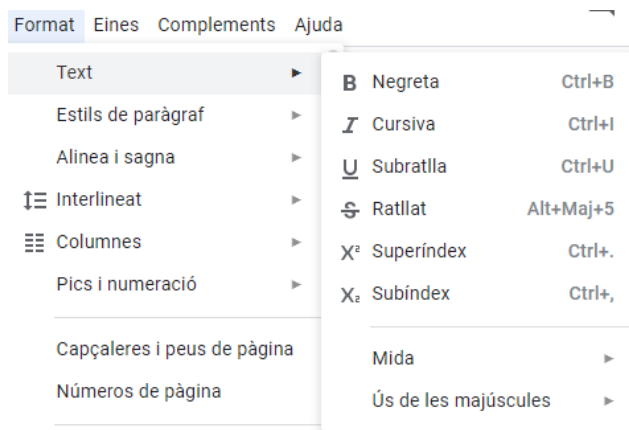 Format Eines Complements Ajuda
Text
Estils de paràgraf
Alinea i sagna
Interlineat
Columnes
Pics i numeració
Capçaleres i peus de pàgina
Números de pàgina
B Negreta Ctrl+B
I Cursiva Ctrl+I
U Subratlla Ctrl+U
S Ratllat Alt+Maj+5
X² Superíndex Ctrl+.
X₂ Subíndex Ctrl+,
Mida
Ús de les majúscules